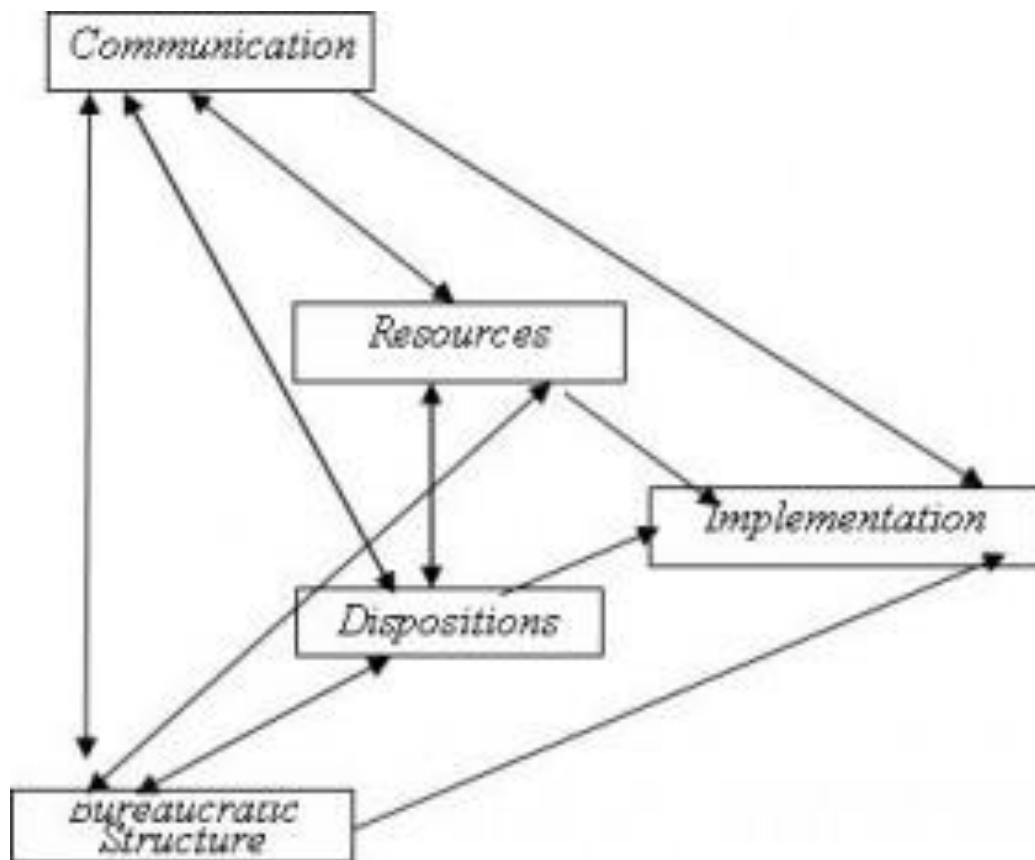 Communication
Resources
Implementation
Dispositions
Bureaucratic
Structure